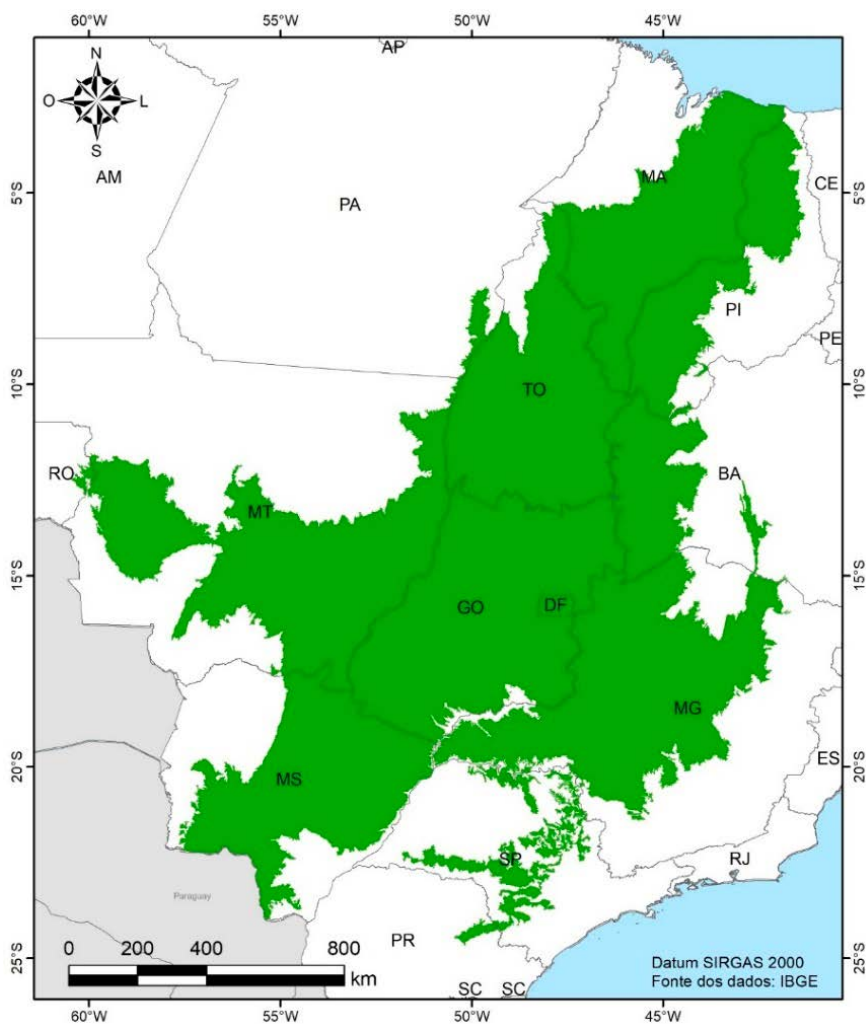 60°W 55°W 50°W 45°W
N
O L
S
AP
AM
PA
MA
CE
5°S 5°S
PI
PE
10°S 10°S
TO
RO
BA
MT
15°S 15°S
GO DF
MG
ES
20°S 20°S
MS
SP
RJ
Paraguay
PR
0 200 400 800
km
25°S 25°S
Datum SIRGAS 2000
Fonte dos dados: IBGE
SC SC
60°W 55°W 50°W 45°W